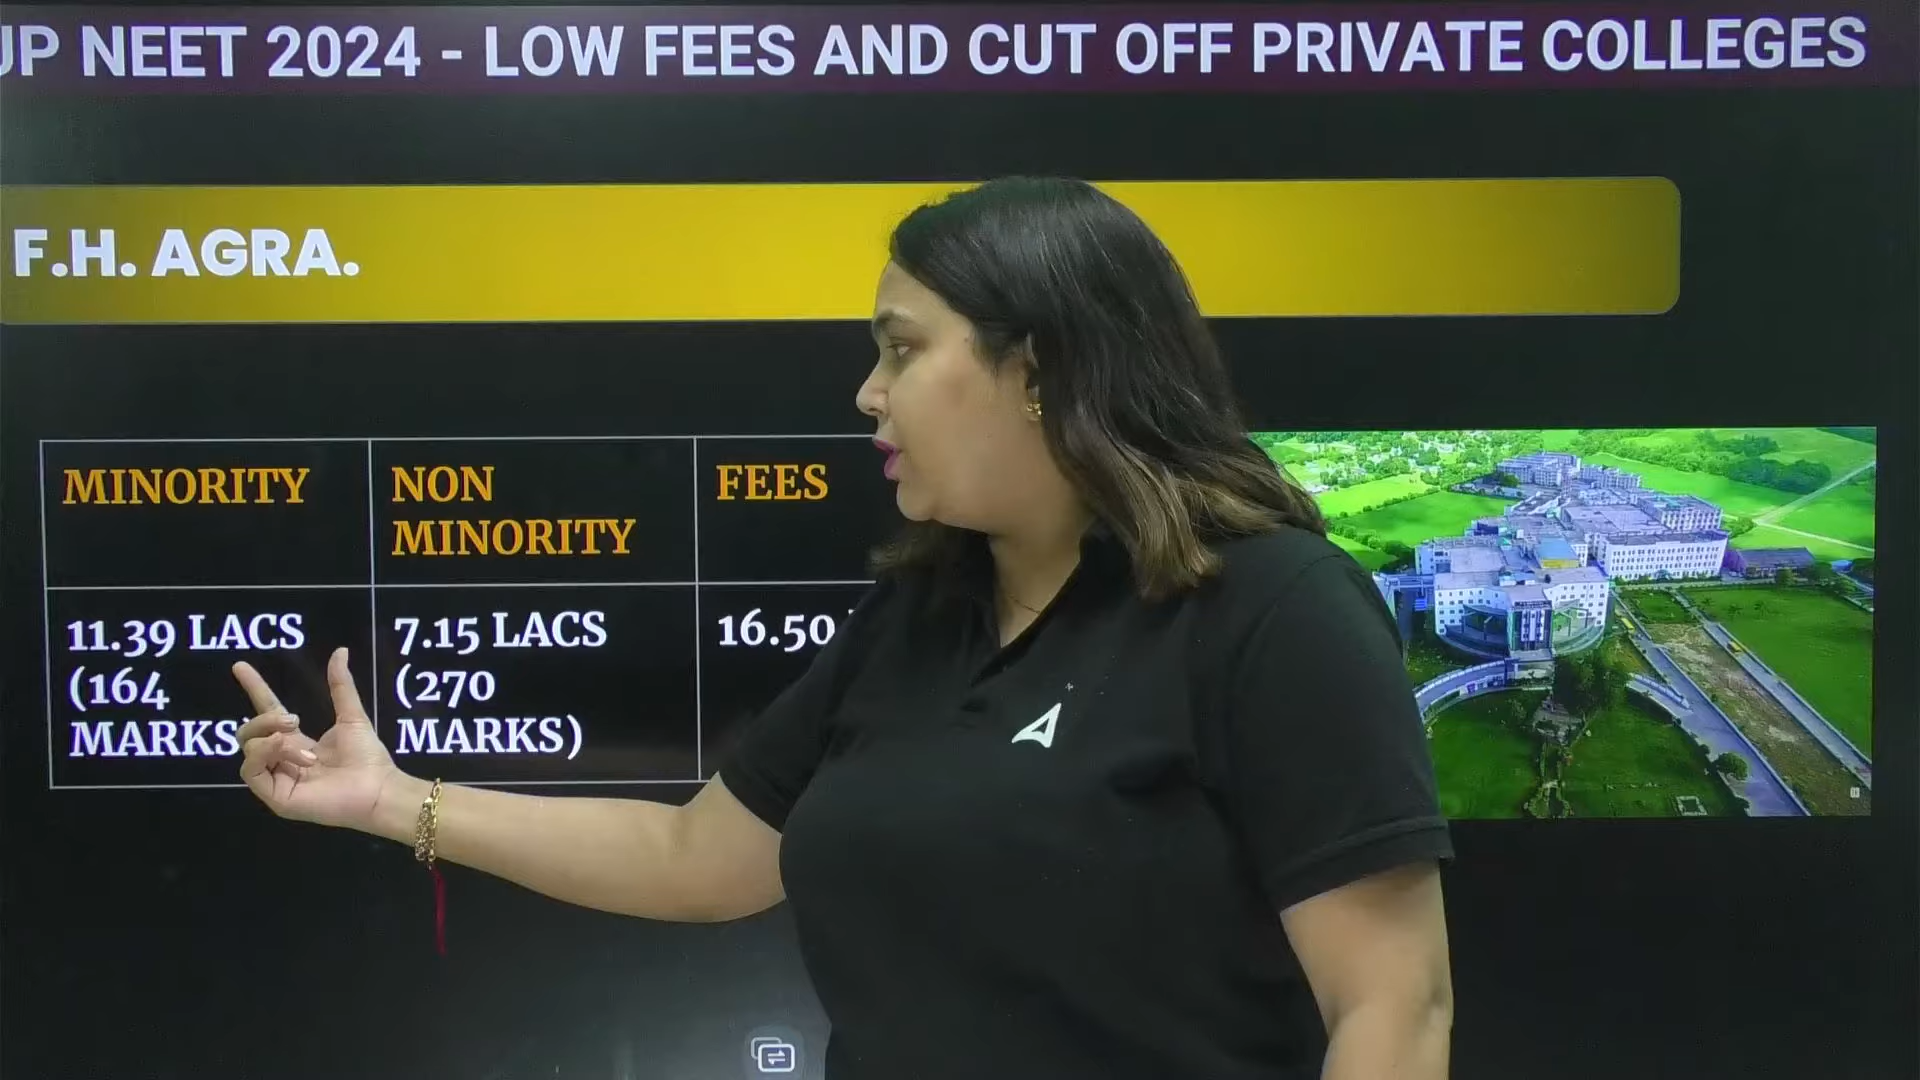 UP NEET 2024 - LOW FEES AND CUT OFF PRIVATE COLLEGES
F.H. AGRA.
MINORITY
NON
MINORITY
FEES
11.39 LACS
(164
MARKS)
7.15 LACS
(270
MARKS)
16.50